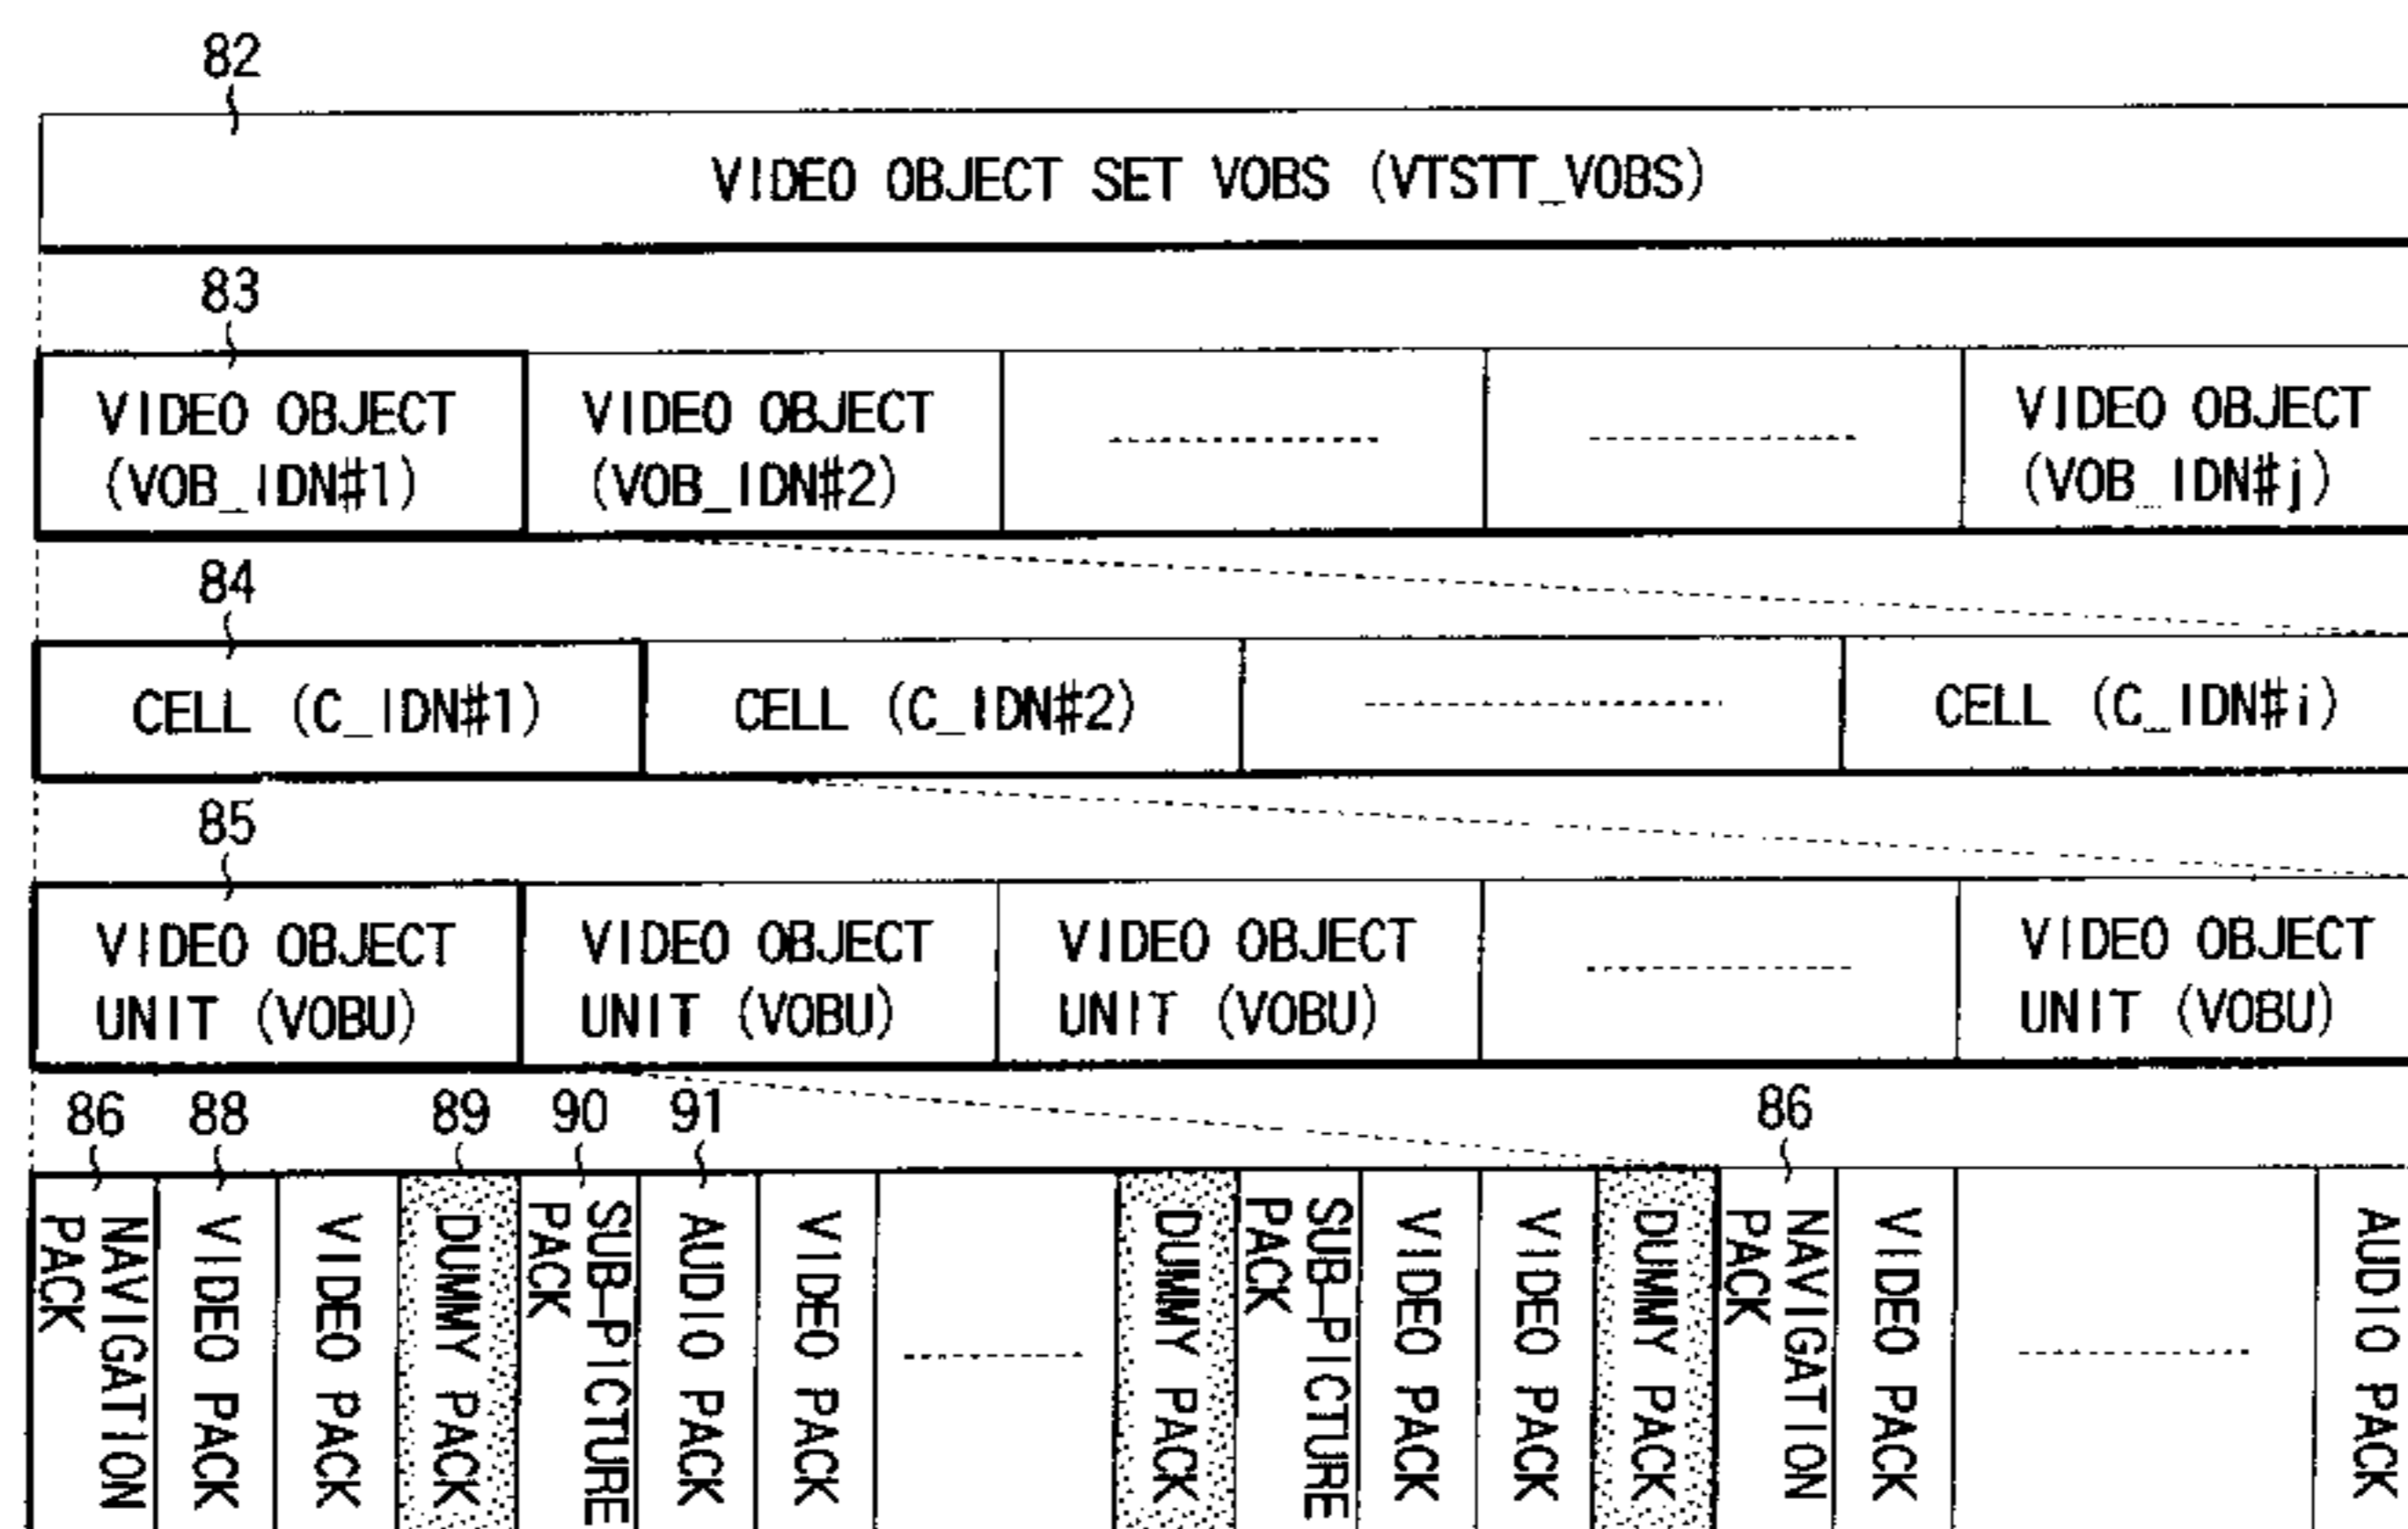 82
VIDEO OBJECT SET VOBS (VTSTT_VOBS)
83
VIDEO OBJECT
(VOB_IDN#1)
VIDEO OBJECT
(VOB_IDN#2)
VIDEO OBJECT
(VOB_IDN#j)
84
CELL (C_IDN#1)
CELL (C_IDN#2)
CELL (C_IDN#i)
85
VIDEO OBJECT
UNIT (VOBU)
VIDEO OBJECT
UNIT (VOBU)
VIDEO OBJECT
UNIT (VOBU)
VIDEO OBJECT
UNIT (VOBU)
86
88
89
90
91
86
NAVIGATION
PACK
VIDEO PACK
VIDEO PACK
DUMMY PACK
SUB-PICTURE
PACK
AUDIO PACK
VIDEO PACK
DUMMY PACK
SUB-PICTURE
PACK
VIDEO PACK
VIDEO PACK
DUMMY PACK
NAVIGATION
PACK
VIDEO PACK
AUDIO PACK